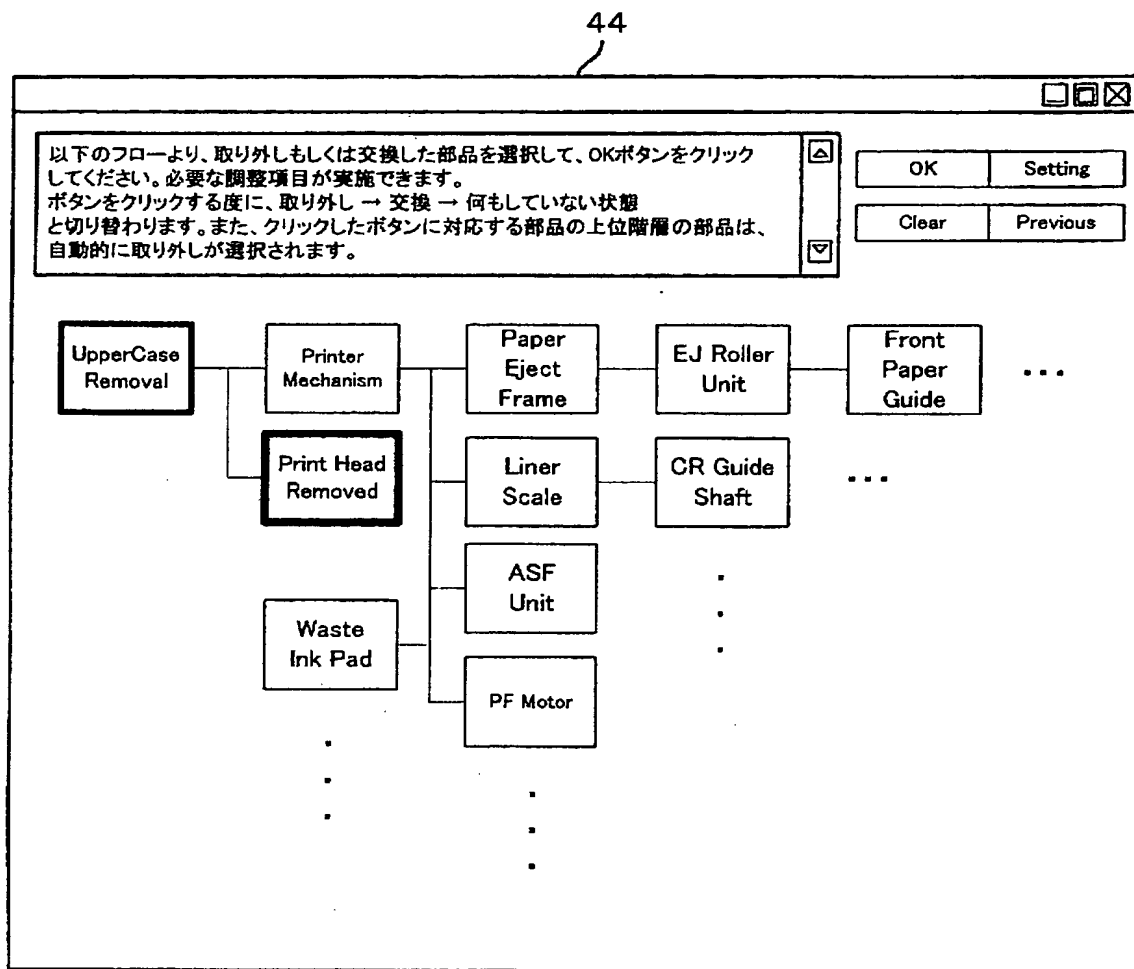 44
以下のフローより、取り外しもしくは交換した部品を選択して、OKボタンをクリック
してください。必要な調整項目が実施できます。
ボタンをクリックする度に、取り外し → 交換 → 何もしていない状態
と切り替わります。また、クリックしたボタンに対応する部品の上位階層の部品は、
自動的に取り外しが選択されます。
OK
Setting
Clear
Previous
UpperCase
Removal
Printer
Mechanism
Paper
Eject
Frame
EJ Roller
Unit
Front
Paper
Guide
...
Print Head
Removed
Liner
Scale
CR Guide
Shaft
...
ASF
Unit
Waste
Ink Pad
PF Motor